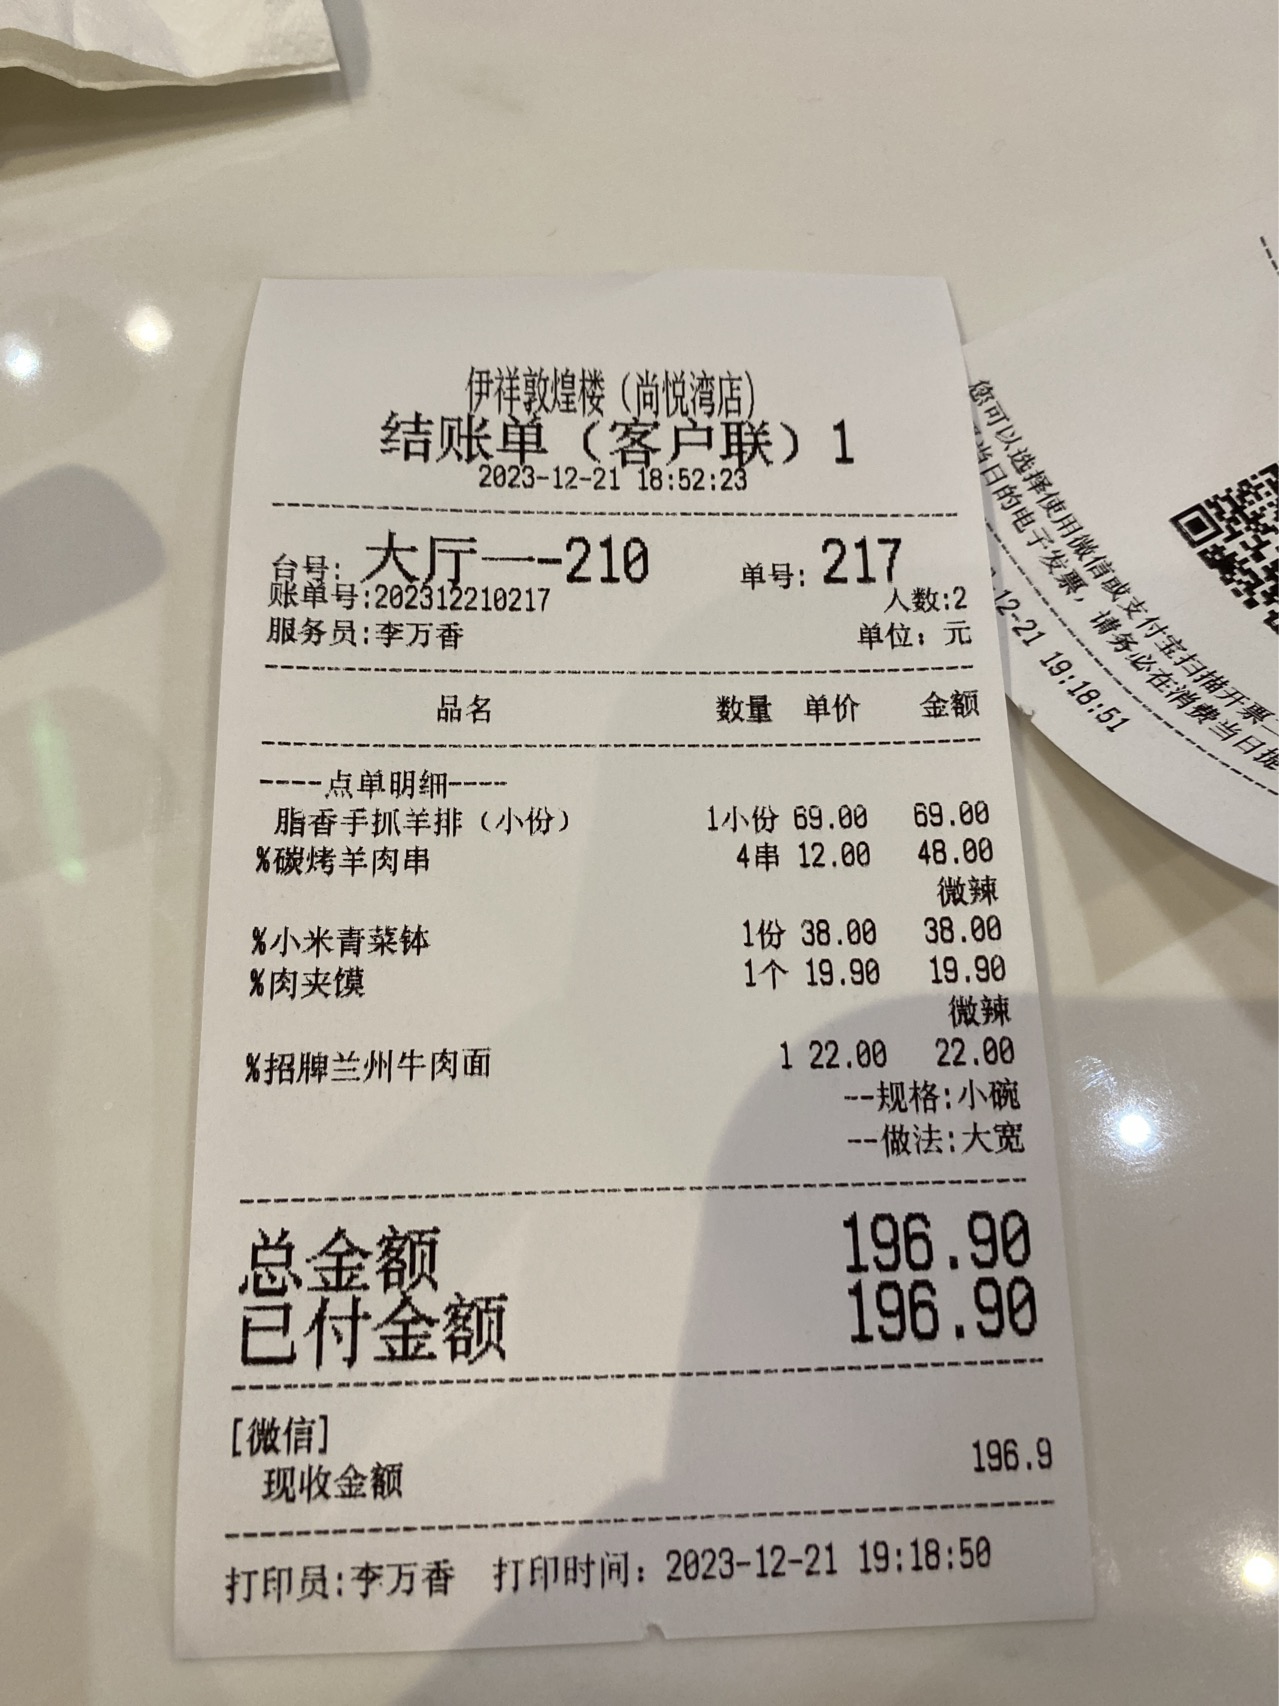 伊祥敦煌楼（尚悦湾店）
结账单（客户联）1
2023-12-21 18:52:23
台号: 大厅一-210 单号: 217
账单号:202312210217 人数:2
服务员:李万香 单位: 元
品名 数量 单价 金额
----点单明细----
脂香手抓羊排（小份） 1小份 69.00 69.00
%碳烤羊肉串 4串 12.00 48.00
微辣
%小米青菜钵 1份 38.00 38.00
%肉夹馍 1个 19.90 19.90
微辣
%招牌兰州牛肉面 1 22.00 22.00
--规格:小碗
--做法:大宽
总金额 196.90
已付金额 196.90
[微信]
现收金额 196.9
打印员:李万香 打印时间: 2023-12-21 19:18:50
您可以选择使用微信或支付宝扫描开票二
当日的电子发票，请务必在消费当日提
12-21 19:18:51